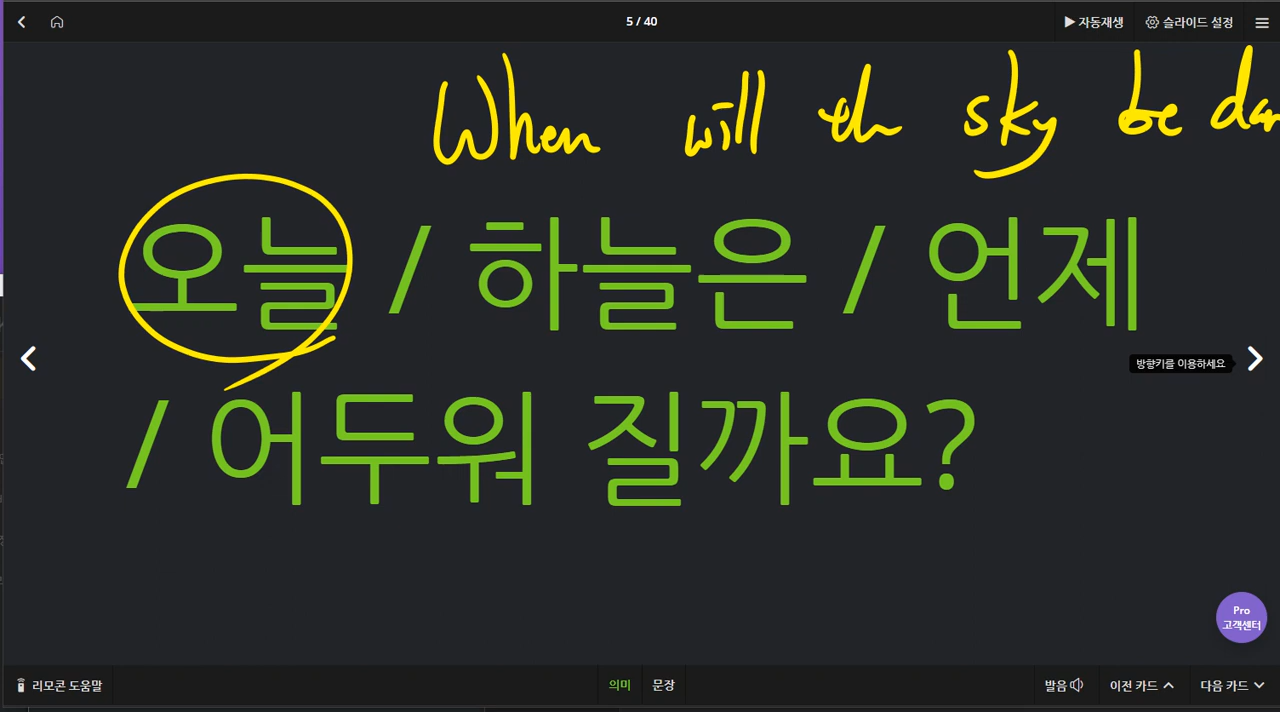 5 / 40
자동재생
슬라이드 설정
When will the sky be dar
오늘 / 하늘은 / 언제
방향키를 이용하세요
/ 어두워 질까요?
Pro
고객센터
리모콘 도움말
의미
문장
발음
이전 카드
다음 카드